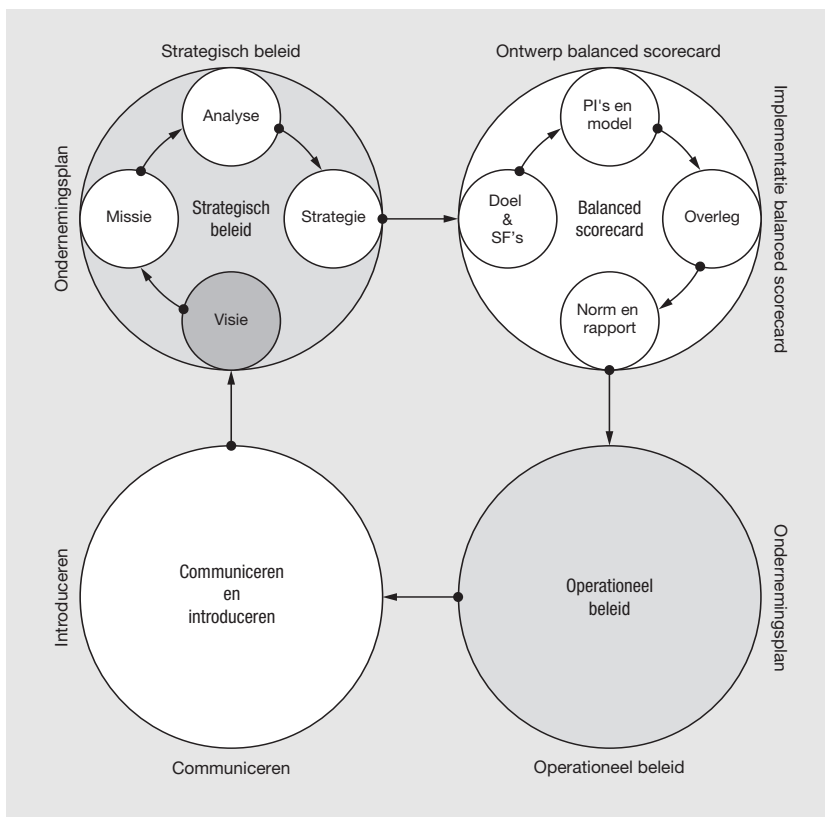 Strategisch beleid
Ontwerp balanced scorecard
Ondernemingsplan
Analyse
Missie
Strategisch
beleid
Strategie
Visie
PI's en
model
Doel
&
SF's
Balanced
scorecard
Overleg
Norm en
rapport
Implementatie balanced scorecard
Introduceren
Communiceren
en
introduceren
Operationeel
beleid
Ondernemingsplan
Communiceren
Operationeel beleid